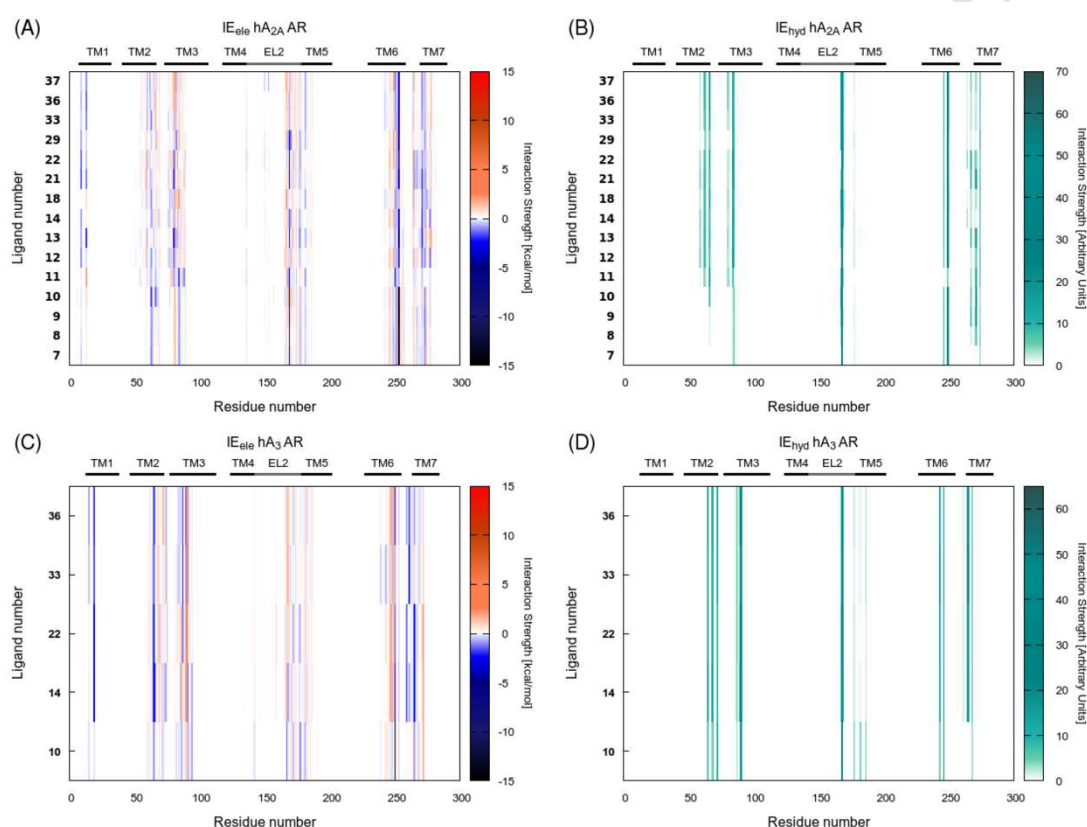 (A)
IEele hA2A AR
TM1 TM2 TM3 TM4 EL2 TM5 TM6 TM7
Ligand number
37
36
33
29
22
21
18
14
13
12
11
10
9
8
7
0 50 100 150 200 250 300
Residue number
15
10
5
0
-5
-10
-15
Interaction Strength [kcal/mol]
(B)
IEhyd hA2A AR
TM1 TM2 TM3 TM4 EL2 TM5 TM6 TM7
Ligand number
37
36
33
29
22
21
18
14
13
12
11
10
9
8
7
0 50 100 150 200 250 300
Residue number
70
60
50
40
30
20
10
0
Interaction Strength [Arbitrary Units]
(C)
IEele hA3 AR
TM1 TM2 TM3 TM4 EL2 TM5 TM6 TM7
Ligand number
36
33
22
14
10
0 50 100 150 200 250 300
Residue number
15
10
5
0
-5
-10
-15
Interaction Strength [kcal/mol]
(D)
IEhyd hA3 AR
TM1 TM2 TM3 TM4 EL2 TM5 TM6 TM7
Ligand number
36
33
22
14
10
0 50 100 150 200 250 300
Residue number
60
50
40
30
20
10
0
Interaction Strength [Arbitrary Units]